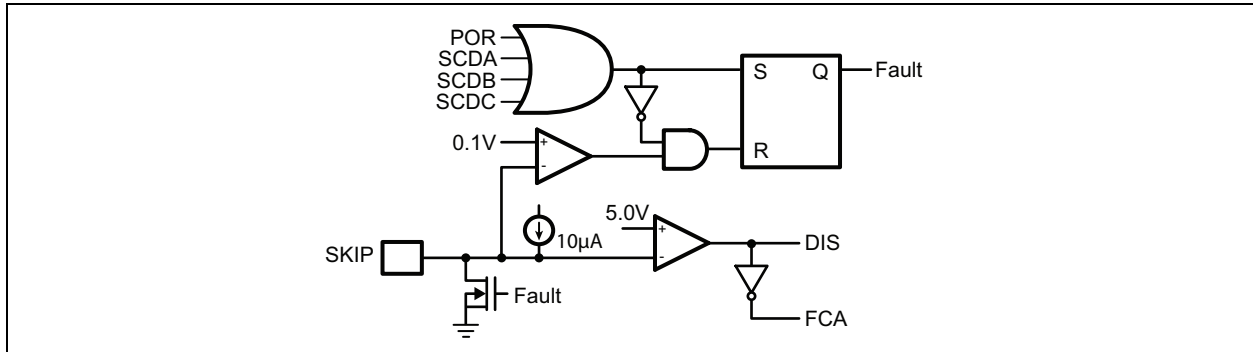 POR
SCDA
SCDB
SCDC
S
Q
Fault
0.1V
+
-
R
5.0V
+
-
10µA
SKIP
DIS
Fault
FCA